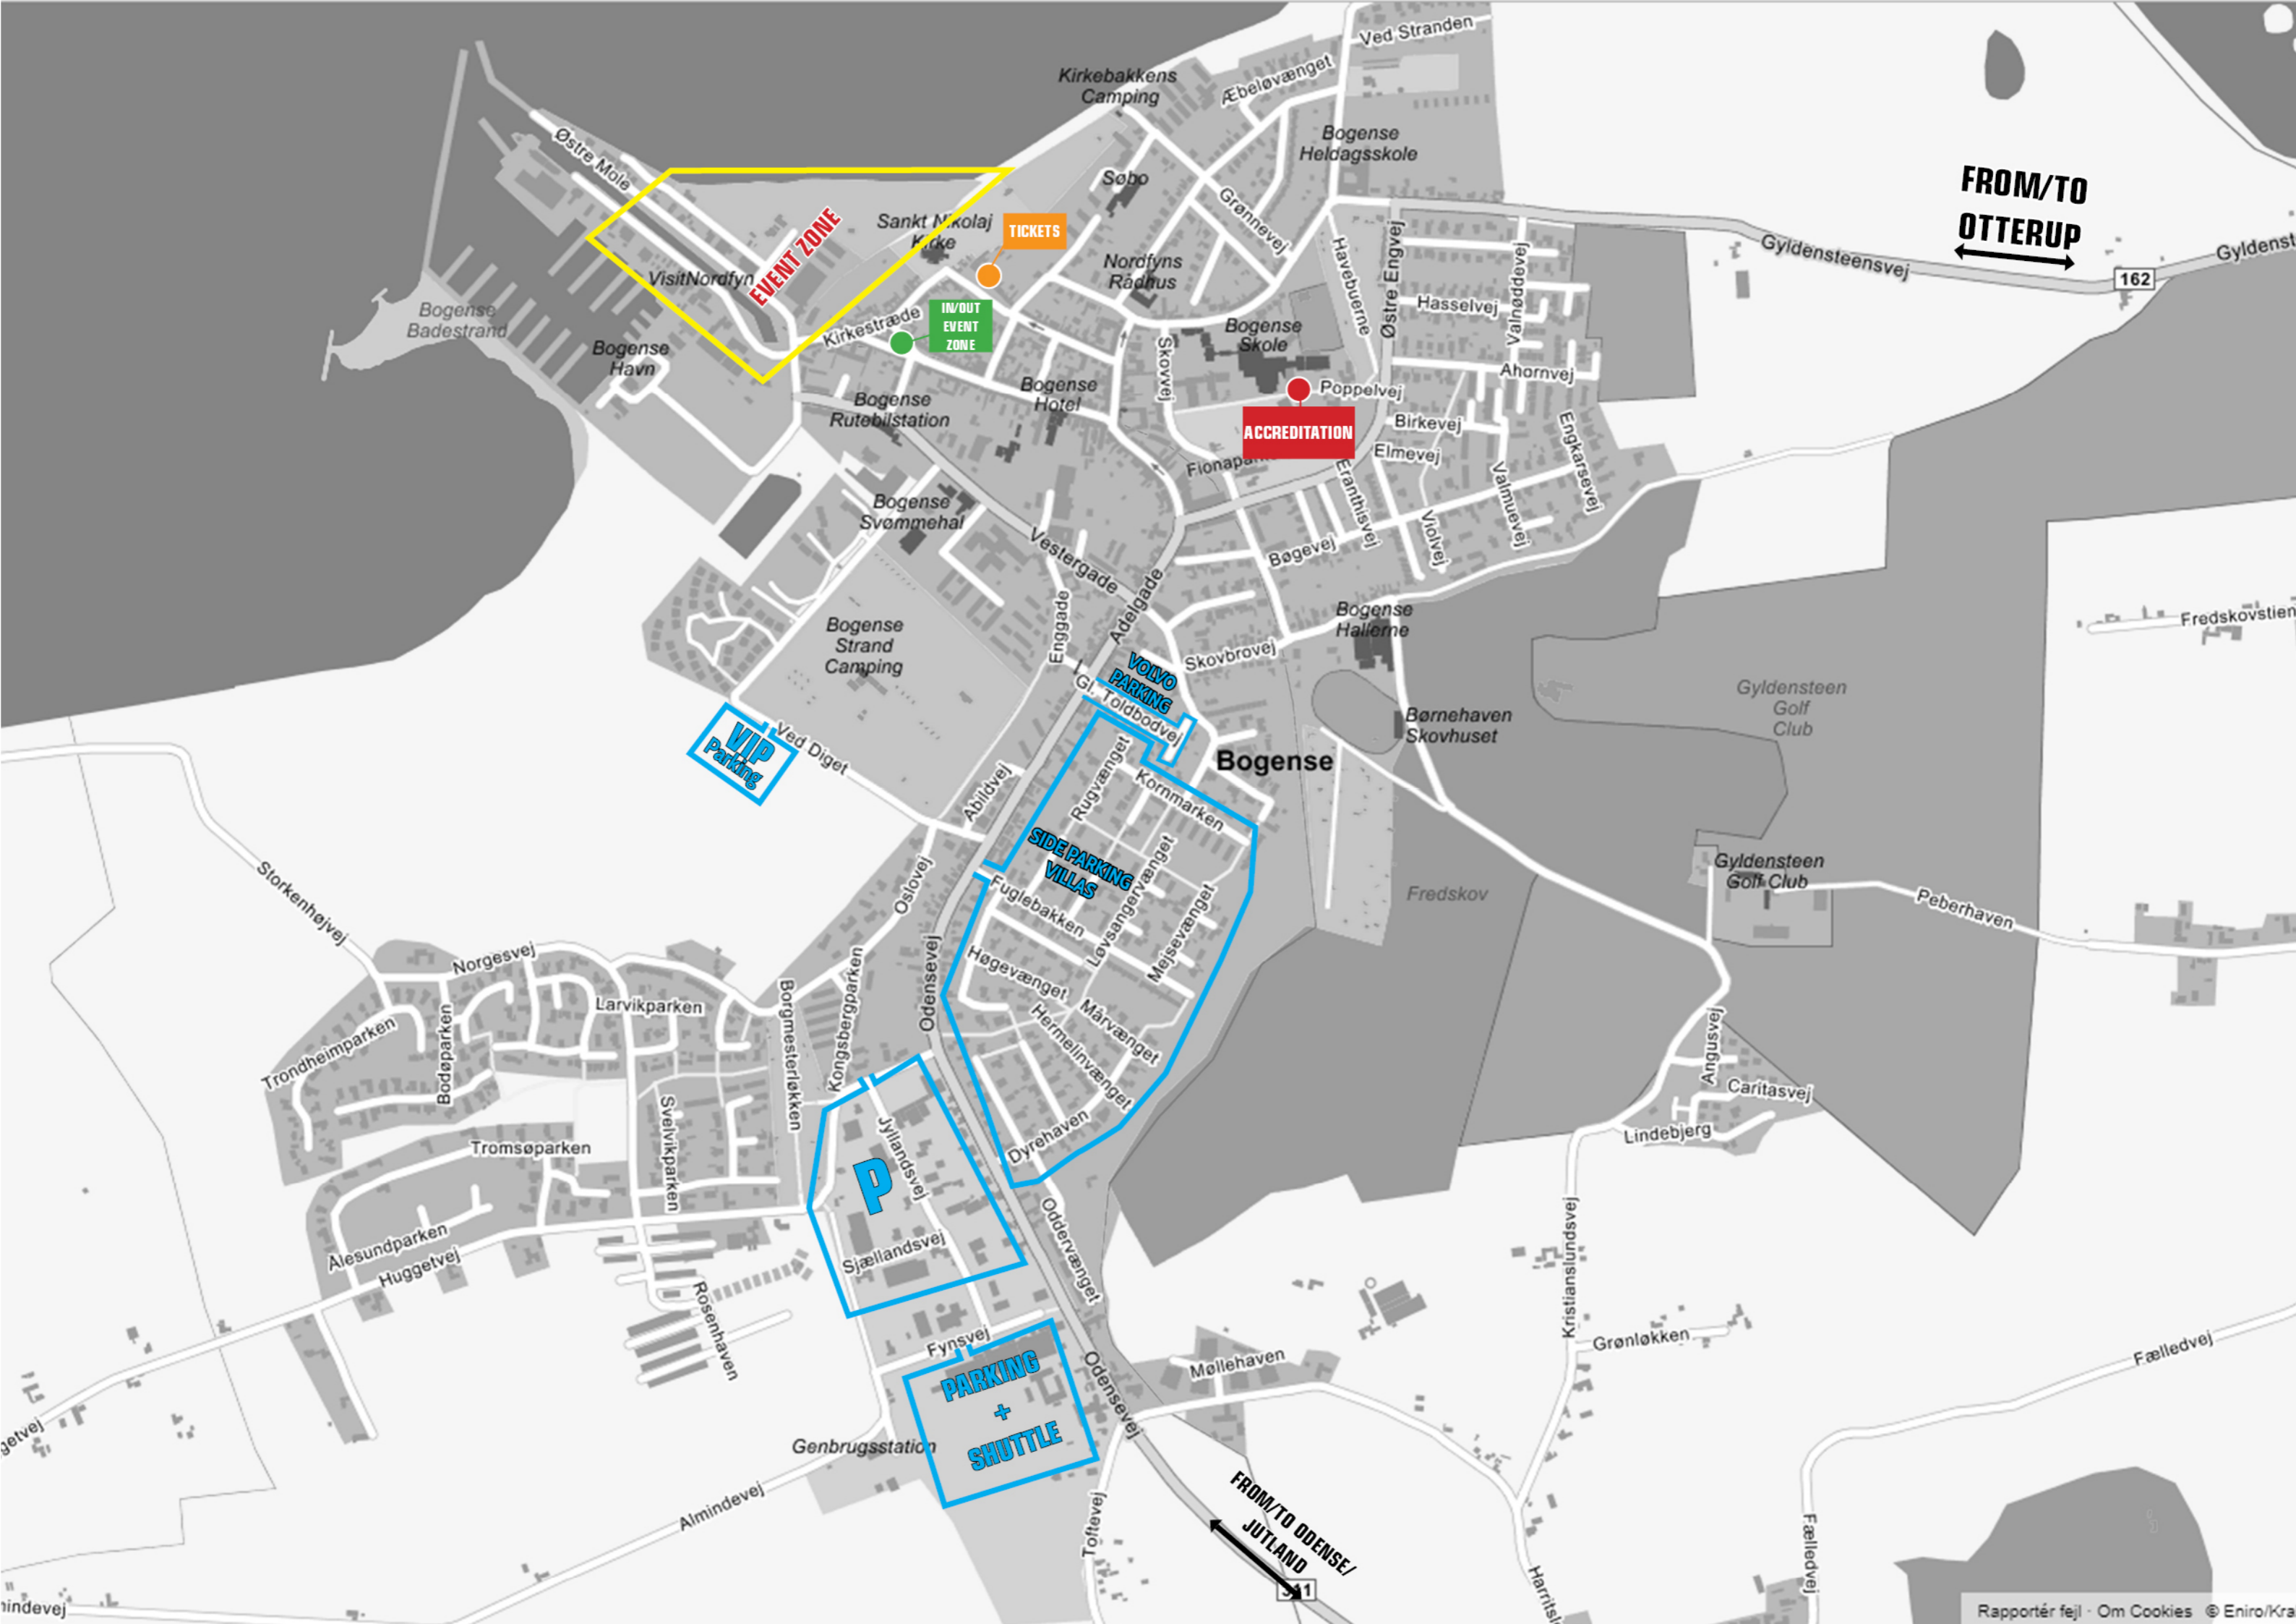 Ved Stranden
Kirkebakkens
Camping
Æbeløvænget
Bogense
Heldagsskole
Østre Mole
Søbo
Grønnevej
FROM/TO
OTTERUP
Gyldensteensvej
162
Sankt Nikolaj
Kirke
TICKETS
EVENT ZONE
VisitNordfyn
Nordfyns
Rådhus
Havebuerne
Østre Engvej
Valnøddevej
Hasselvej
Bogense
Badestrand
Bogense
Havn
Kirkestræde
IN/OUT
EVENT
ZONE
Skovvej
Bogense
Skole
Ahornvej
Bogense
Rutebilstation
Bogense
Hotel
Poppelvej
ACCREDITATION
Birkevej
Elmevej
Engkarsevej
Eranthisvej
Valmuevej
Violvej
Bogense
Svømmehal
Vestergade
Bøgevej
Adelgade
Enggade
Bogense
Hallerne
Fredskovstien
Bogense
Strand
Camping
Skovbrovej
VOLVO
PARKING
Gl. Toldbodvej
Gyldensteen
Golf
Club
Børnehaven
Skovhuset
VIP
Parking
Ved Diget
Bogense
Abildvej
Rugvænget
Kornmarken
SIDE PARKING
VILLAS
Gyldensteen
Golf Club
Peberhaven
Fredskov
Storkenhøjvej
Oslovej
Fuglebakken
Løvsangervænget
Mejsevænget
Norgesvej
Larvikparken
Borgmesterløkken
Kongsbergparken
Odensevej
Høgevænget
Mårvænget
Hermelinvænget
Trondheimparken
Bodøparken
Angusvej
Caritasvej
Lindebjerg
Svelvikparken
Tromsøparken
Jyllandsvej
Dyrehaven
P
Oddervænget
Ålesundparken
Huggetvej
Sjællandsvej
Rosenhaven
Kristianslundsvej
Grønløkken
Fælledvej
Fynsvej
PARKING
+
SHUTTLE
Odensevej
Møllehaven
Genbrugsstation
Almindevej
Toftevej
FROM/TO ODENSE/
JUTLAND
Fælledvej
Rapportér fejl · Om Cookies © Eniro/Kra